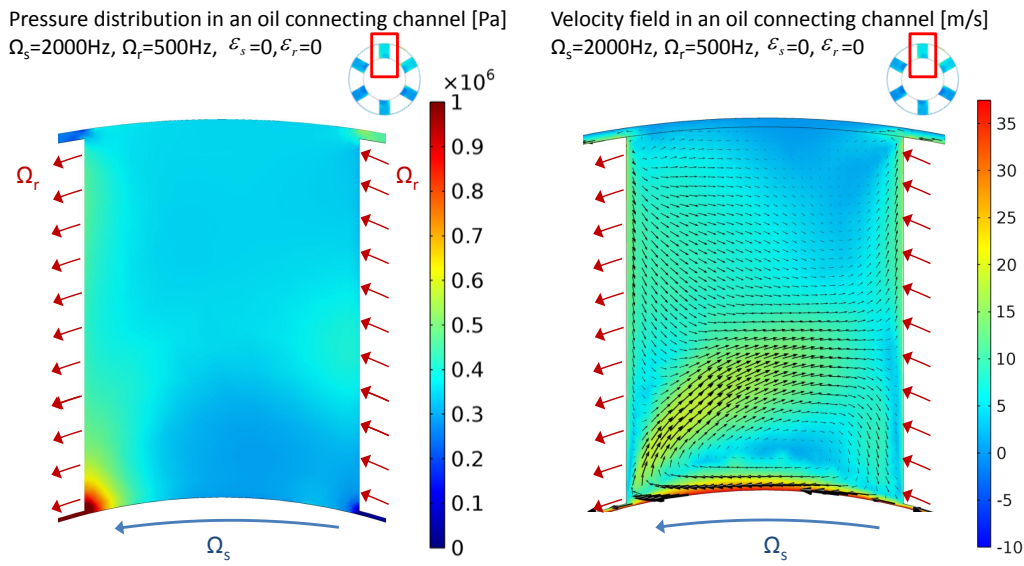 Pressure distribution in an oil connecting channel [Pa]
Ωs=2000Hz, Ωr=500Hz, εs=0,εr=0
×10⁶
1
0.9
0.8
0.7
0.6
0.5
0.4
0.3
0.2
0.1
0
Ωr
Ωr
Ωs
Velocity field in an oil connecting channel [m/s]
Ωs=2000Hz, Ωr=500Hz, εs=0,εr=0
35
30
25
20
15
10
5
0
-5
-10
Ωr
Ωs